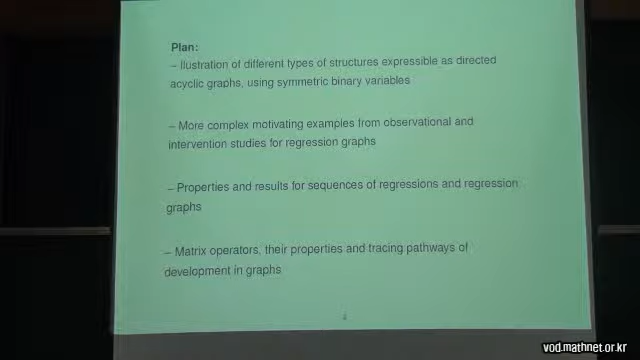 Plan:
– Ilustration of different types of structures expressible as directed
acyclic graphs, using symmetric binary variables
– More complex motivating examples from observational and
intervention studies for regression graphs
– Properties and results for sequences of regressions and regression
graphs
– Matrix operators, their properties and tracing pathways of
development in graphs
vod.mathnet.or.kr